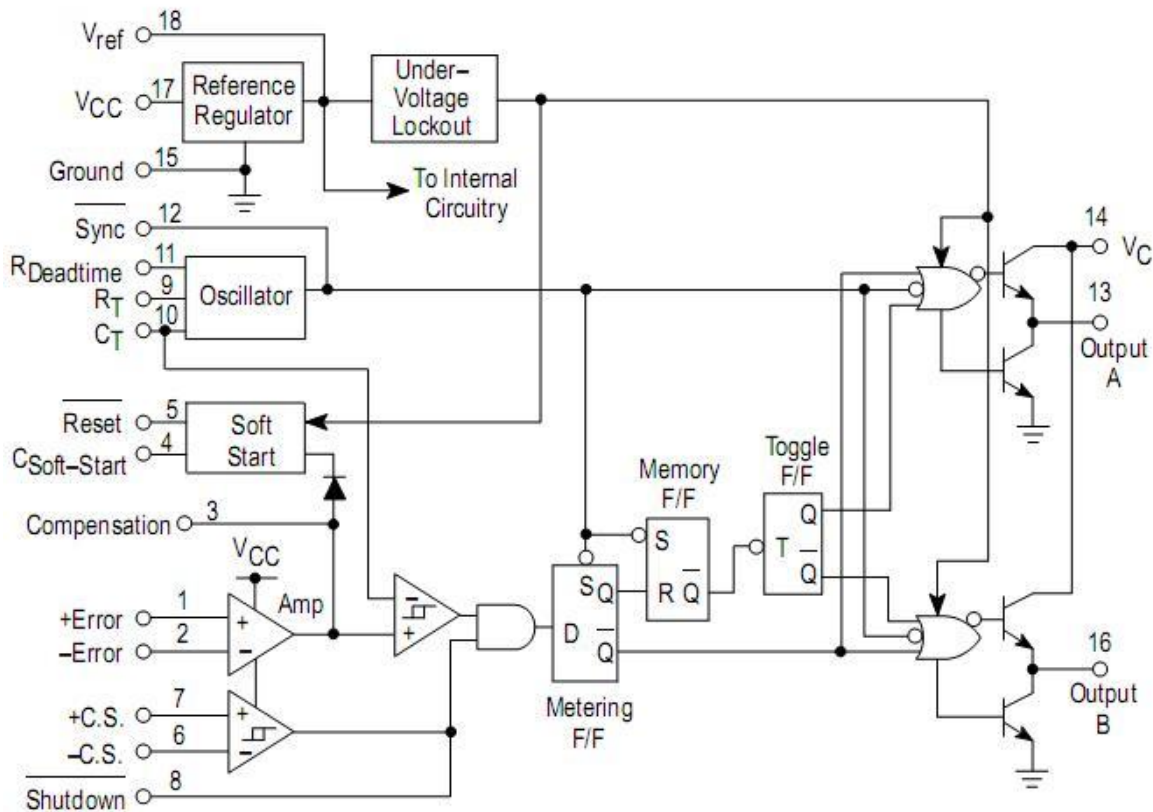 Vref 18
VCC 17
Reference
Regulator
Under–
Voltage
Lockout
Ground 15
To Internal
Circuitry
Sync 12
RDeadtime 11
RT 9
CT 10
Oscillator
14
VC
13
Output
A
Reset 5
CSoft–Start 4
Soft
Start
Compensation 3
VCC
Amp
+Error 1
–Error 2
+
–
–
+
+C.S. 7
–C.S. 6
+
–
Shutdown 8
Memory
F/F
S
R Q
Toggle
F/F
Q
T
Q
S Q
D
Q
Metering
F/F
16
Output
B